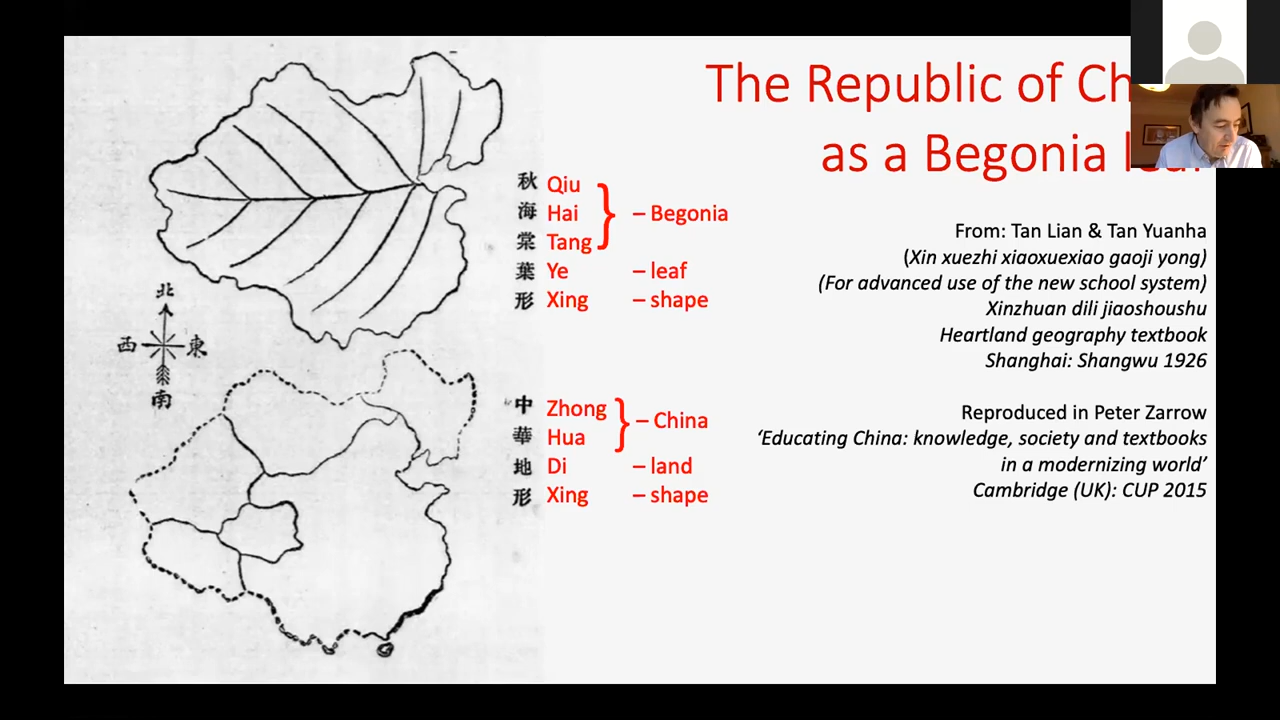 The Republic of Ch
as a Begonia
秋 Qiu
海 Hai } – Begonia
棠 Tang
葉 Ye – leaf
形 Xing – shape
北
西 東
南
中 Zhong
華 Hua } – China
地 Di – land
形 Xing – shape
From: Tan Lian & Tan Yuanha
(Xin xuezhi xiaoxuexiao gaoji yong)
(For advanced use of the new school system)
Xinzhuan dili jiaoshoushu
Heartland geography textbook
Shanghai: Shangwu 1926
Reproduced in Peter Zarrow
‘Educating China: knowledge, society and textbooks
in a modernizing world’
Cambridge (UK): CUP 2015